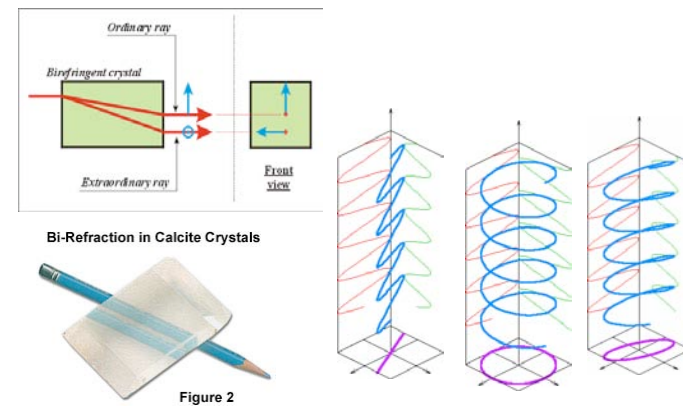 Ordinary ray
Birefringent crystal
Extraordinary ray
Front
view
Bi-Refraction in Calcite Crystals
Figure 2